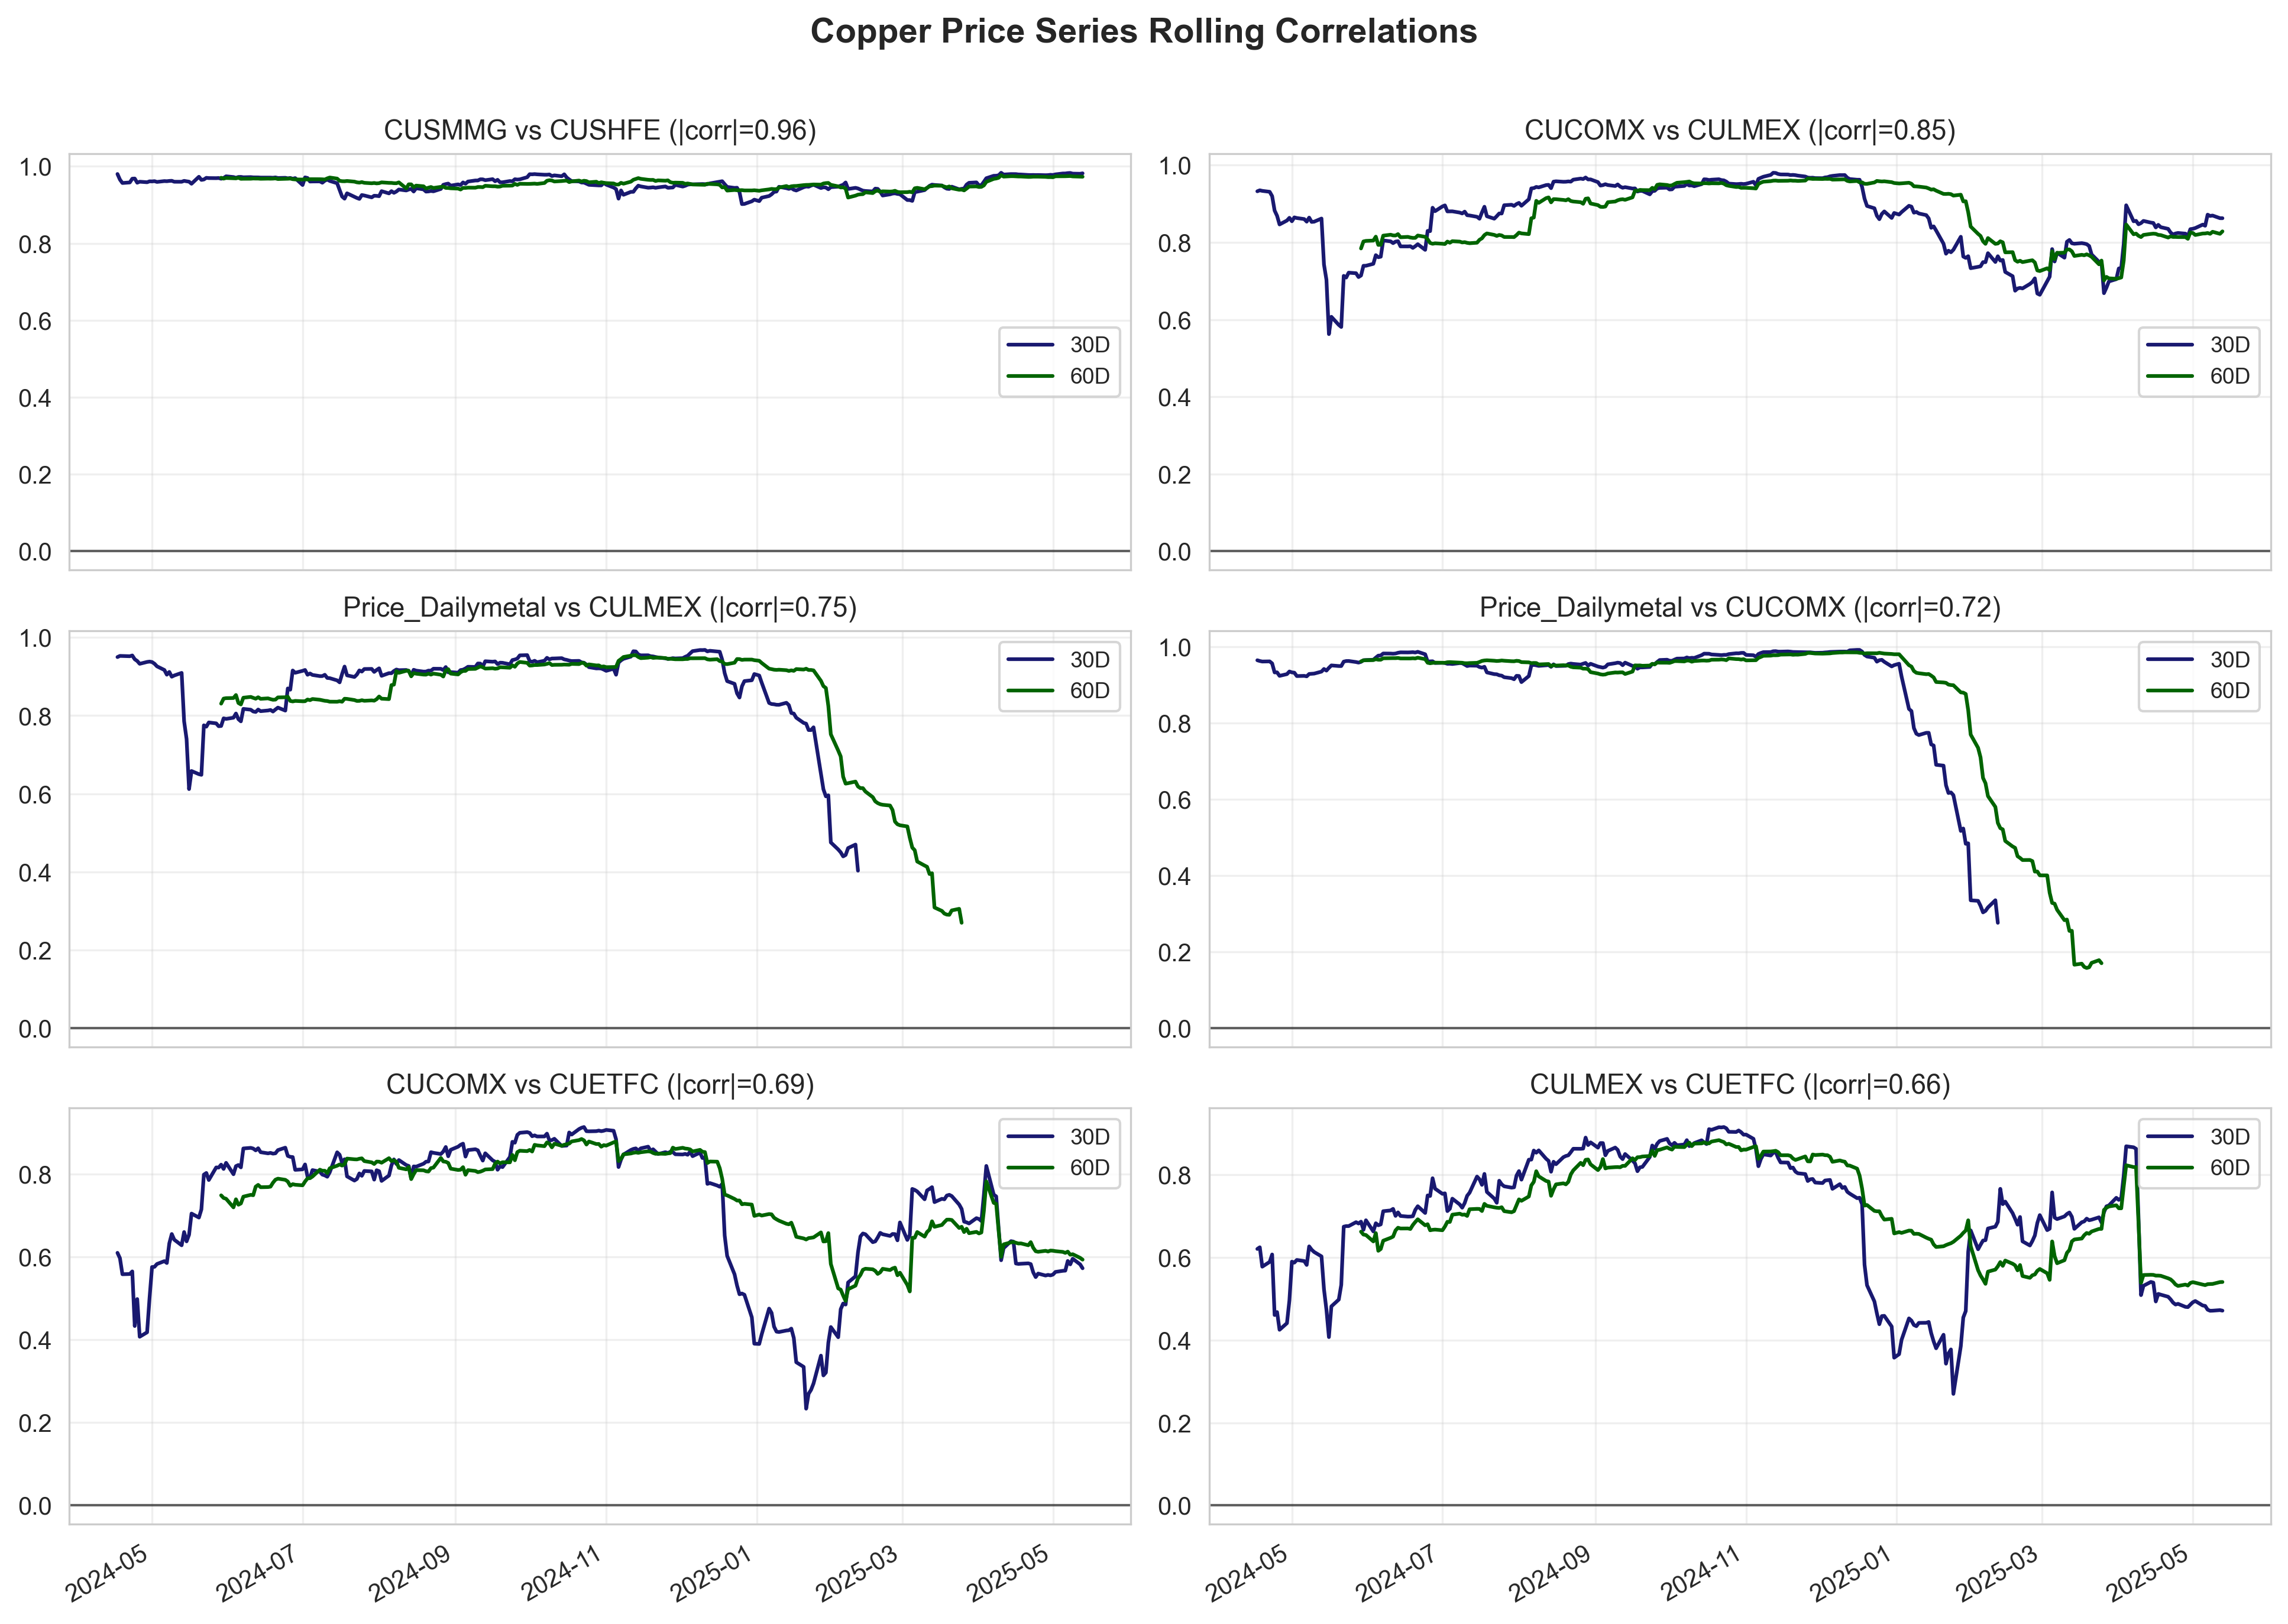 Copper Price Series Rolling Correlations
CUSMMG vs CUSHFE (|corr|=0.96)
1.0
0.8
0.6
0.4
0.2
0.0
30D
60D
CUCOMX vs CULMEX (|corr|=0.85)
1.0
0.8
0.6
0.4
0.2
0.0
30D
60D
Price_Dailymetal vs CULMEX (|corr|=0.75)
1.0
0.8
0.6
0.4
0.2
0.0
30D
60D
Price_Dailymetal vs CUCOMX (|corr|=0.72)
1.0
0.8
0.6
0.4
0.2
0.0
30D
60D
CUCOMX vs CUETFC (|corr|=0.69)
0.8
0.6
0.4
0.2
0.0
30D
60D
2024-05
2024-07
2024-09
2024-11
2025-01
2025-03
2025-05
CULMEX vs CUETFC (|corr|=0.66)
0.8
0.6
0.4
0.2
0.0
30D
60D
2024-05
2024-07
2024-09
2024-11
2025-01
2025-03
2025-05